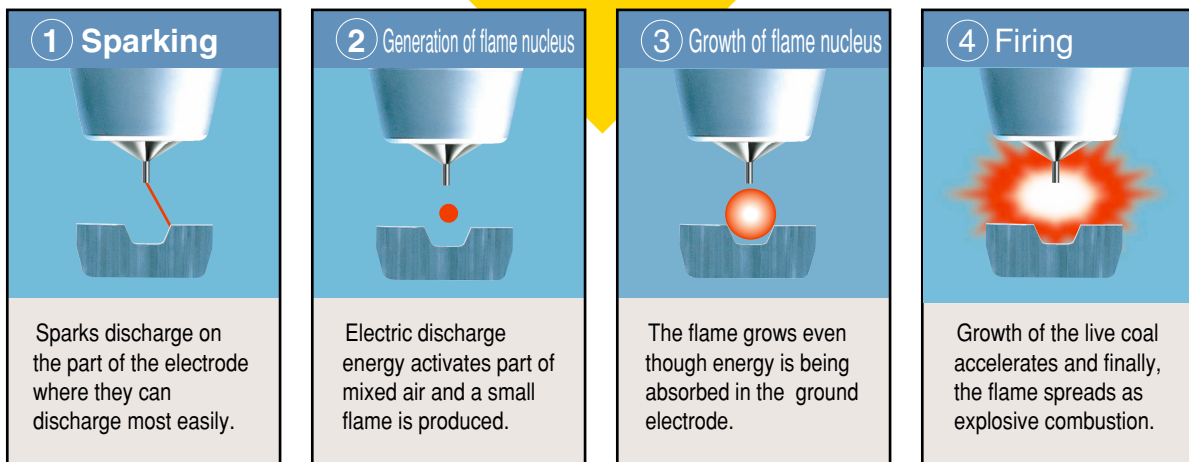 1 Sparking
Sparks discharge on
the part of the electrode
where they can
discharge most easily.
2 Generation of flame nucleus
Electric discharge
energy activates part of
mixed air and a small
flame is produced.
3 Growth of flame nucleus
The flame grows even
though energy is being
absorbed in the ground
electrode.
4 Firing
Growth of the live coal
accelerates and finally,
the flame spreads as
explosive combustion.